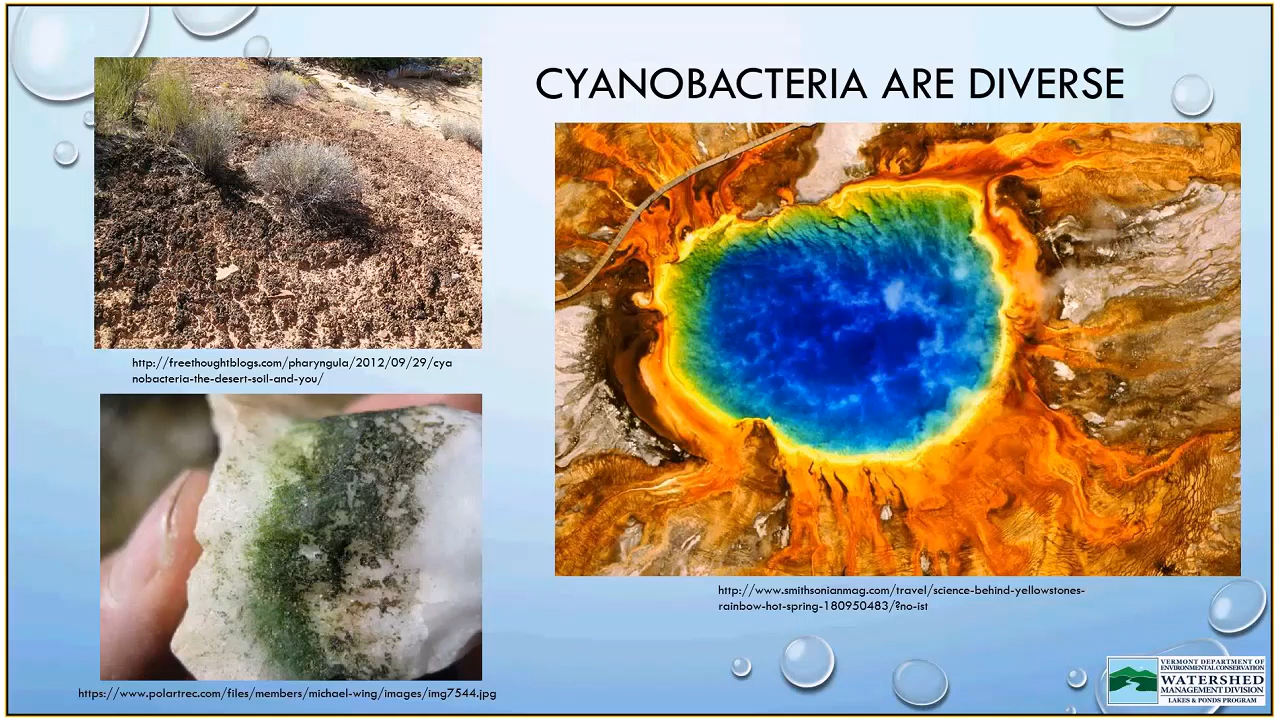 CYANOBACTERIA ARE DIVERSE
http://freethoughtblogs.com/pharyngula/2012/09/29/cya
nobacteria-the-desert-soil-and-you/
https://www.polartrec.com/files/members/michael-wing/images/img7544.jpg
http://www.smithsonianmag.com/travel/science-behind-yellowstones-
rainbow-hot-spring-180950483/?no-ist
VERMONT DEPARTMENT OF
ENVIRONMENTAL CONSERVATION
WATERSHED
MANAGEMENT DIVISION
LAKES & PONDS PROGRAM